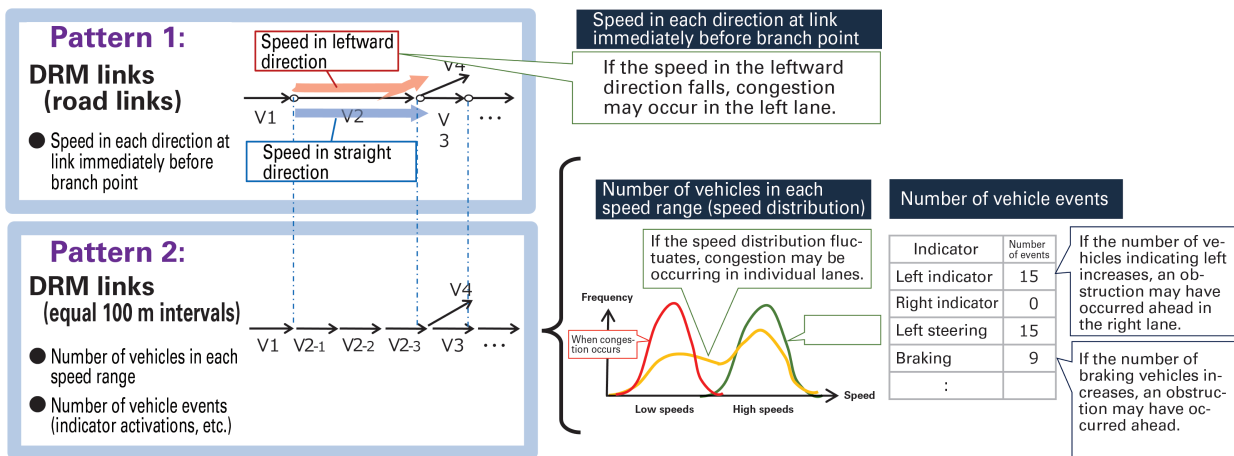 Pattern 1:
DRM links
(road links)
● Speed in each direction at
link immediately before
branch point
Speed in leftward
direction
V4
V1
V2
V
3
...
Speed in straight
direction
Speed in each direction at link
immediately before branch point
If the speed in the leftward
direction falls, congestion
may occur in the left lane.
Pattern 2:
DRM links
(equal 100 m intervals)
● Number of vehicles in each
speed range
● Number of vehicle events
(indicator activations, etc.)
V4
V1
V2-1
V2-2
V2-3
V3
...
Number of vehicles in each
speed range (speed distribution)
If the speed distribution fluc-
tuates, congestion may be
occurring in individual lanes.
Frequency
When conges-
tion occurs
Speed
Low speeds
High speeds
Number of vehicle events
Indicator
Number
of events
Left indicator 15
Right indicator 0
Left steering 15
Braking 9
:
If the number of ve-
hicles indicating left
increases, an ob-
struction may have
occurred ahead in
the right lane.
If the number of
braking vehicles in-
creases, an obstruc-
tion may have oc-
curred ahead.